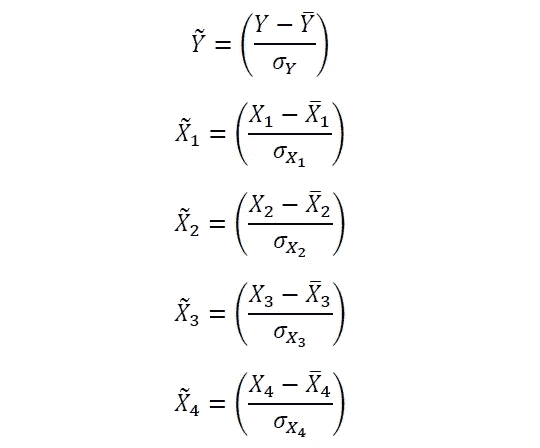 Ỹ = ((Y − Ȳ) / σ_Y)
X̃₁ = ((X₁ − X̄₁) / σ_X₁)
X̃₂ = ((X₂ − X̄₂) / σ_X₂)
X̃₃ = ((X₃ − X̄₃) / σ_X₃)
X̃₄ = ((X₄ − X̄₄) / σ_X₄)